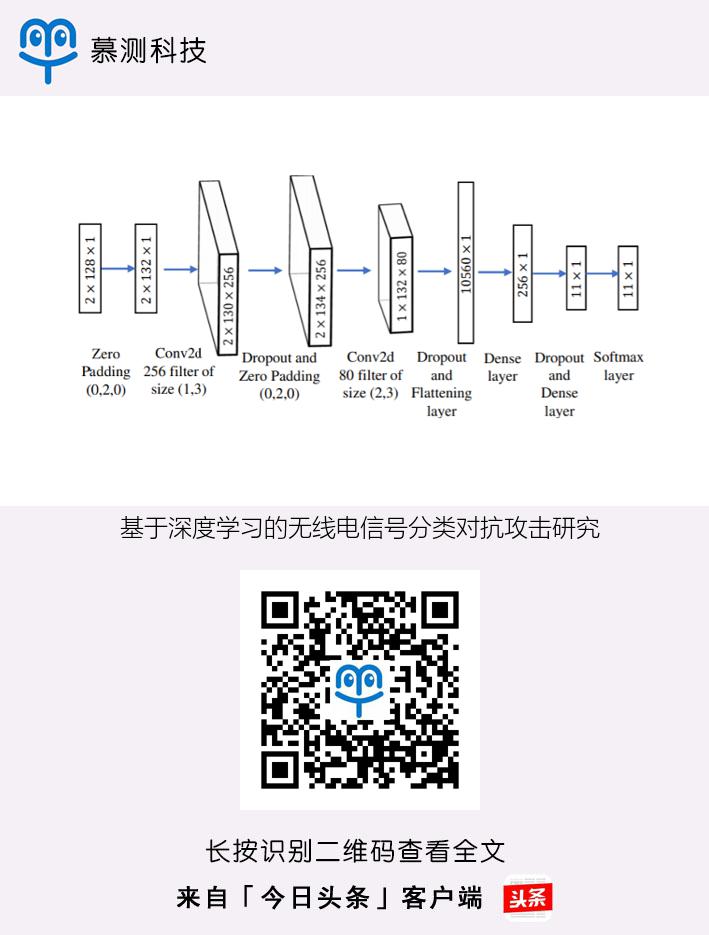 慕测科技
2×128×1
2×132×1
2×130×256
2×134×256
1×132×80
10560×1
256×1
11×1
11×1
Zero
Padding
(0,2,0)
Conv2d
256 filter of
size (1,3)
Dropout and
Zero Padding
(0,2,0)
Conv2d
80 filter of
size (2,3)
Dropout
and
Flattening
layer
Dense
layer
Dropout
and
Dense
layer
Softmax
layer
基于深度学习的无线电信号分类对抗攻击研究
长按识别二维码查看全文
来自「今日头条」客户端
头条